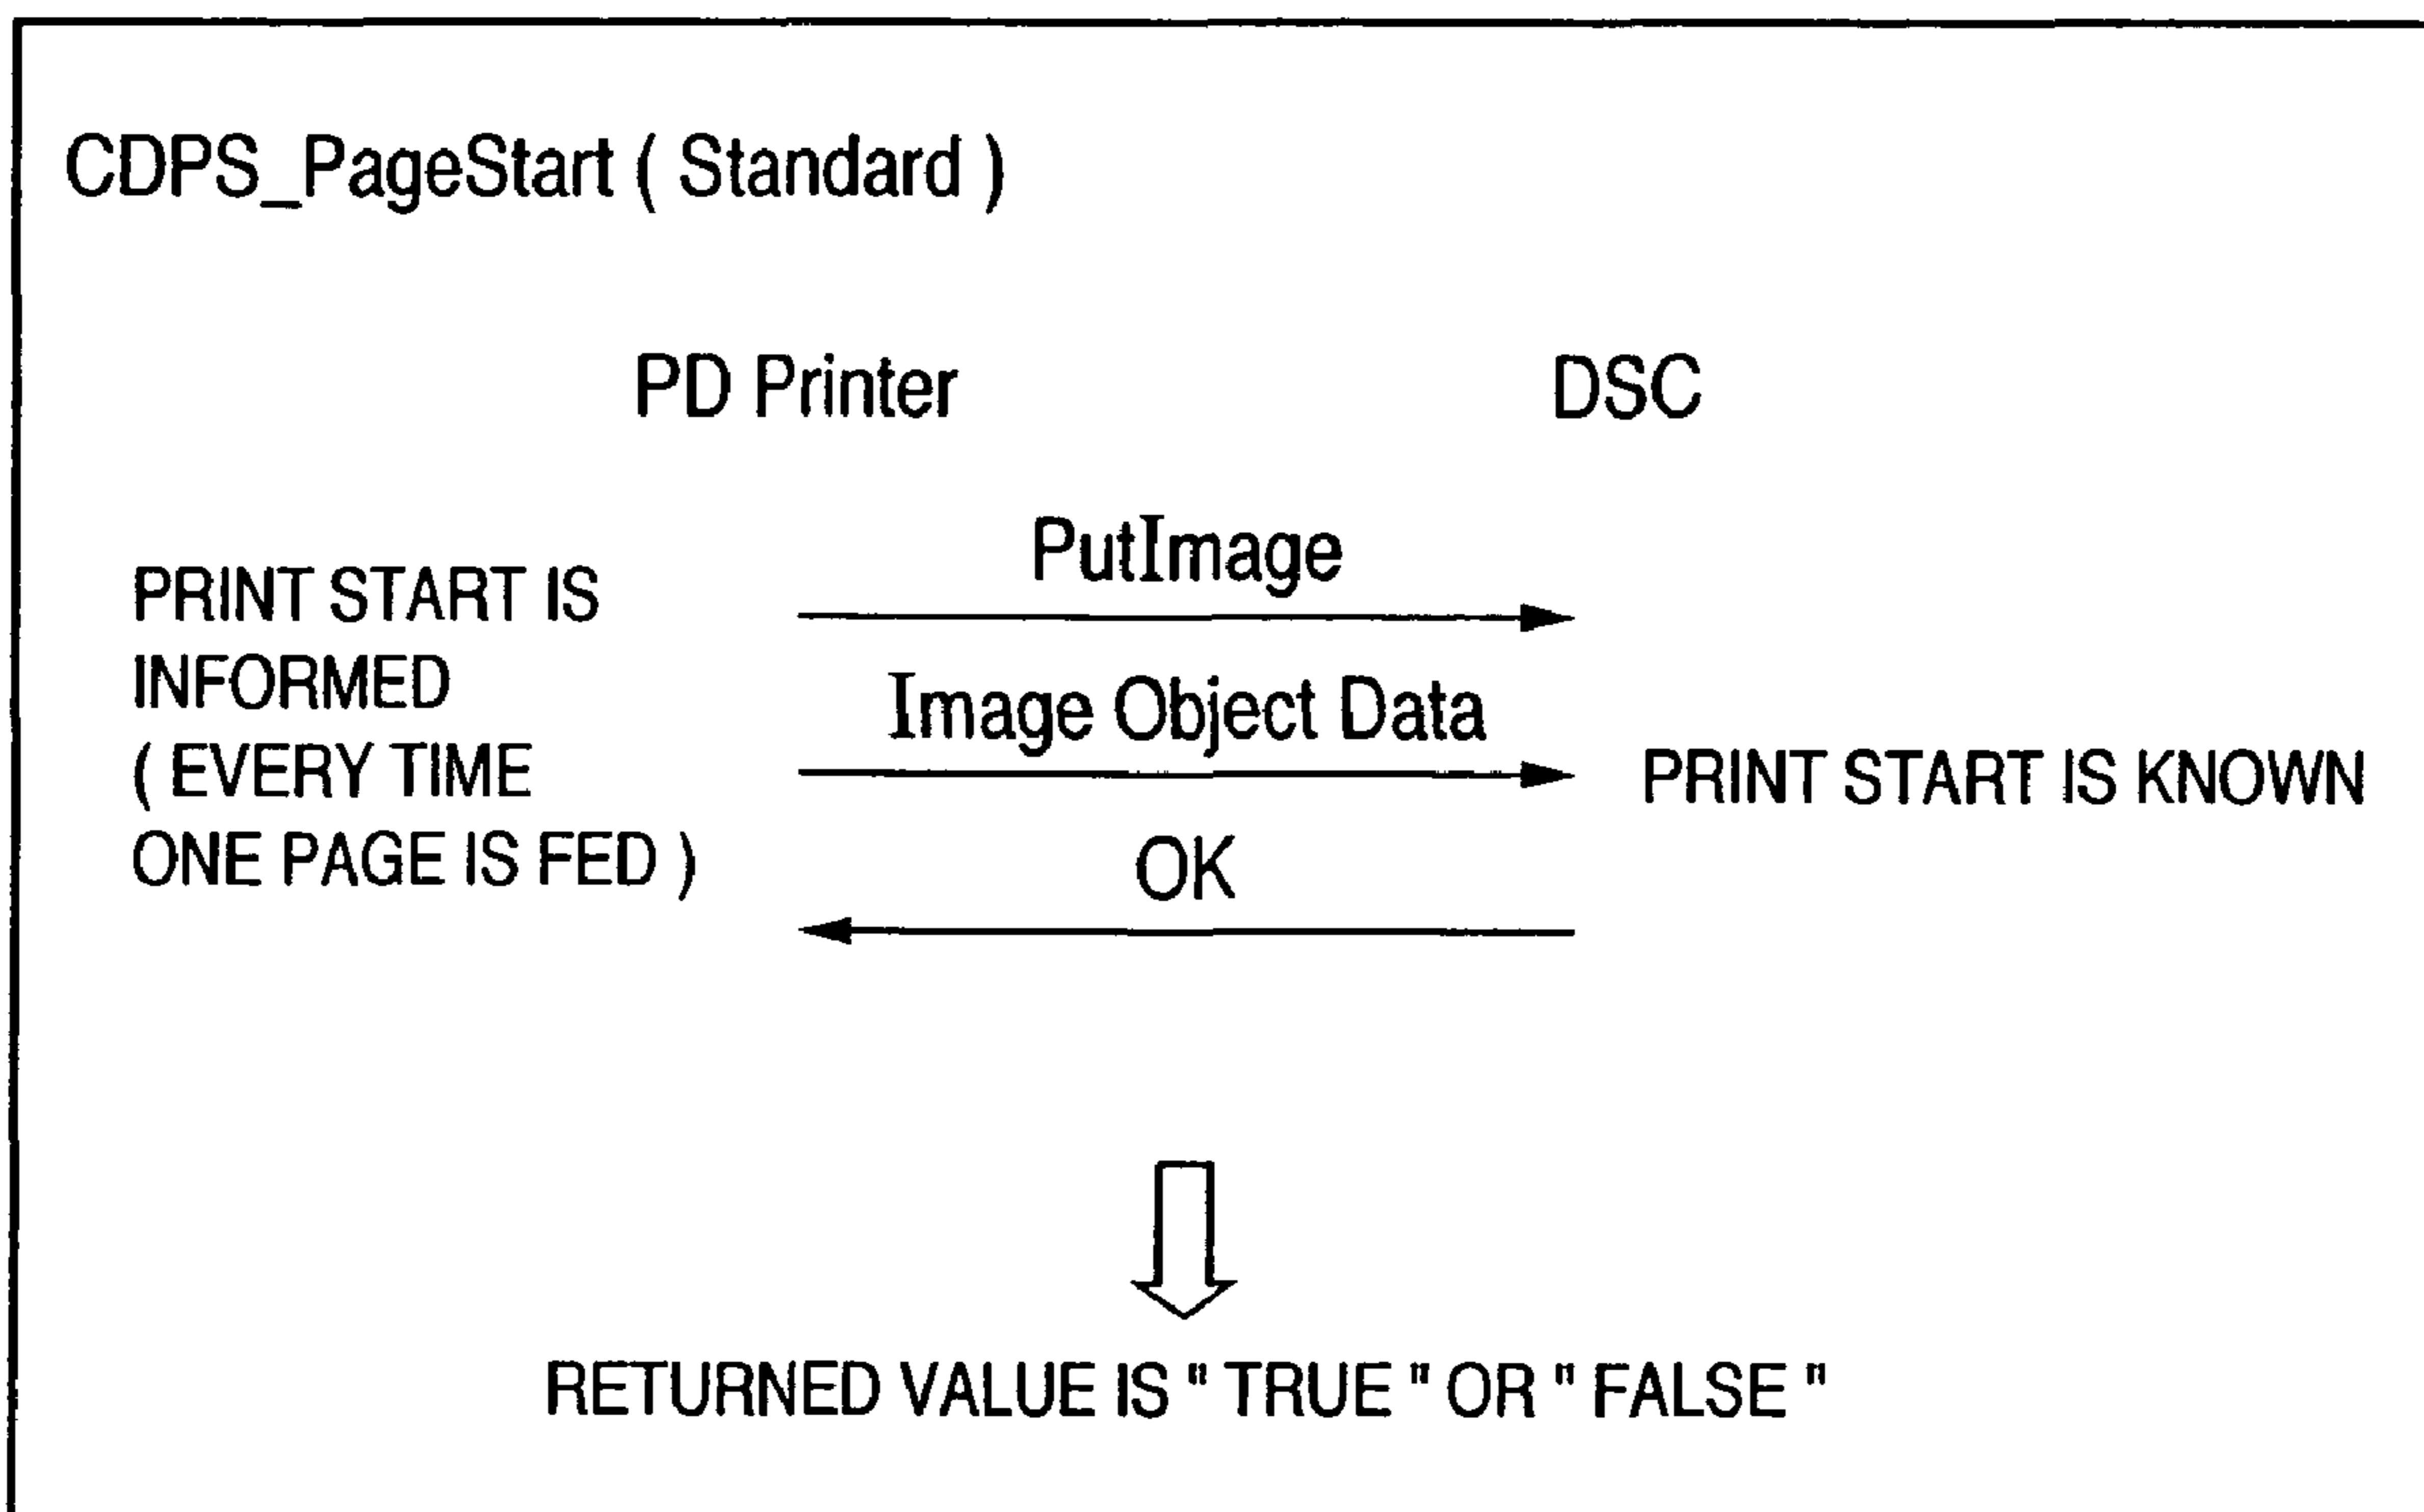 CDPS_PageStart ( Standard )
PD Printer
DSC
PutImage
PRINT START IS
INFORMED
( EVERY TIME
ONE PAGE IS FED )
Image Object Data
PRINT START IS KNOWN
OK
RETURNED VALUE IS " TRUE " OR " FALSE "